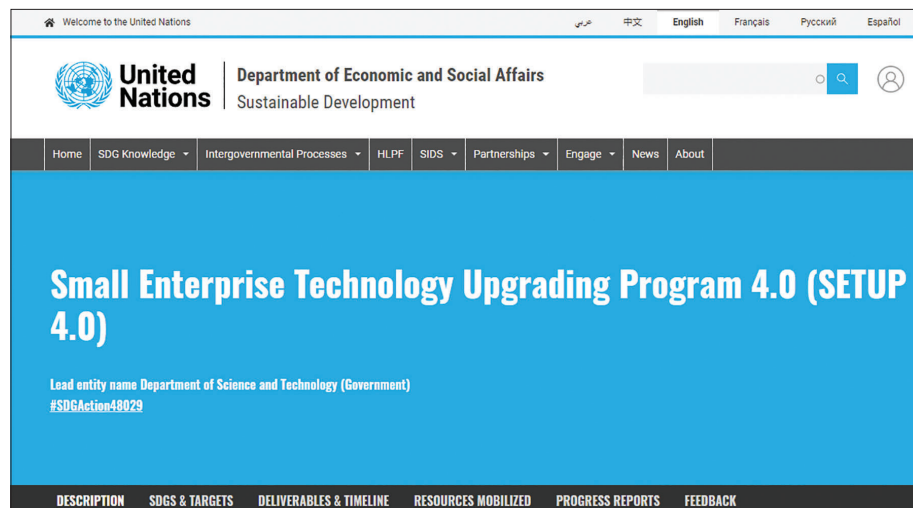 Welcome to the United Nations
عربي 中文 English Français Русский Español
United Nations
Department of Economic and Social Affairs
Sustainable Development
Home SDG Knowledge Intergovernmental Processes HLPF SIDS Partnerships Engage News About
Small Enterprise Technology Upgrading Program 4.0 (SETUP
4.0)
Lead entity name Department of Science and Technology (Government)
#SDGAction48029
DESCRIPTION SDGS & TARGETS DELIVERABLES & TIMELINE RESOURCES MOBILIZED PROGRESS REPORTS FEEDBACK